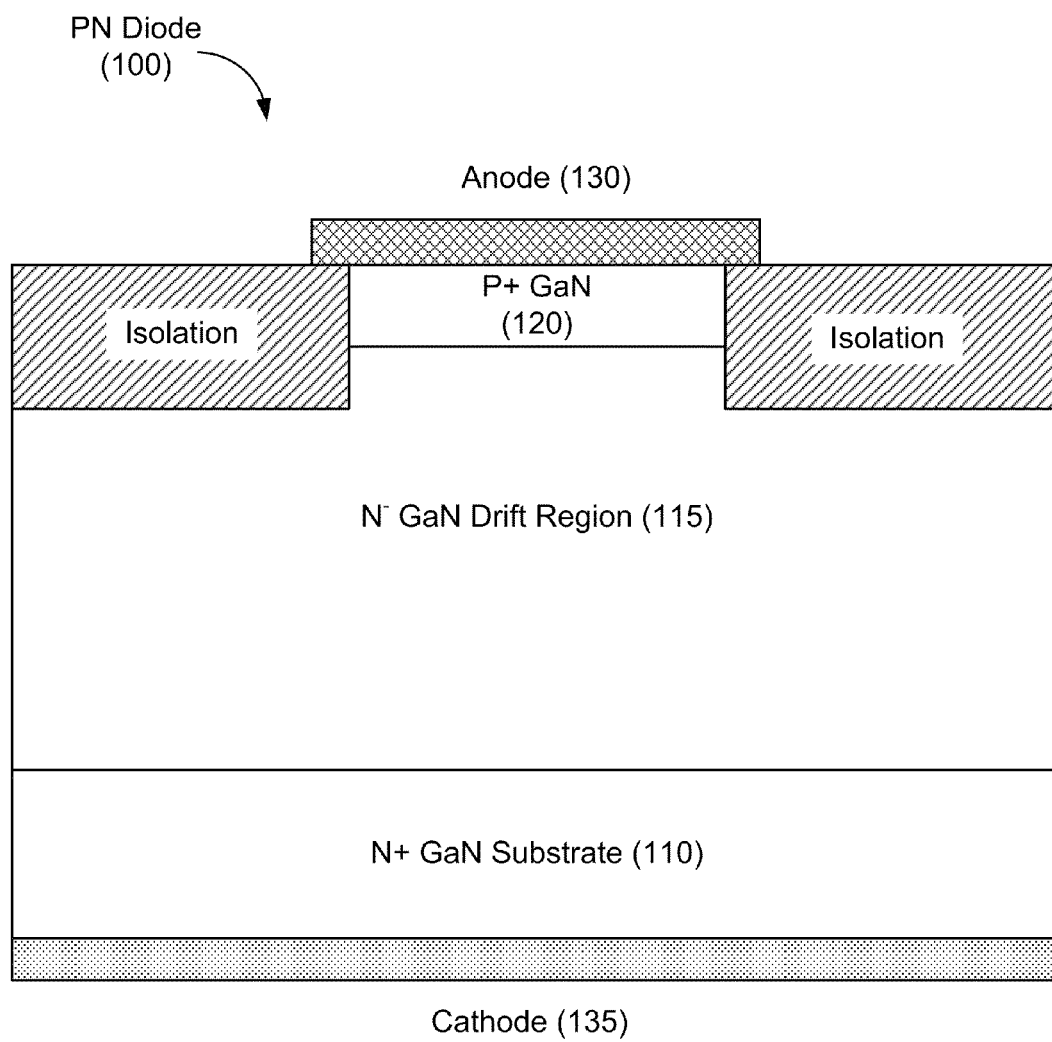 PN Diode
(100)
Anode (130)
P+ GaN
(120)
Isolation
Isolation
N⁻ GaN Drift Region (115)
N+ GaN Substrate (110)
Cathode (135)